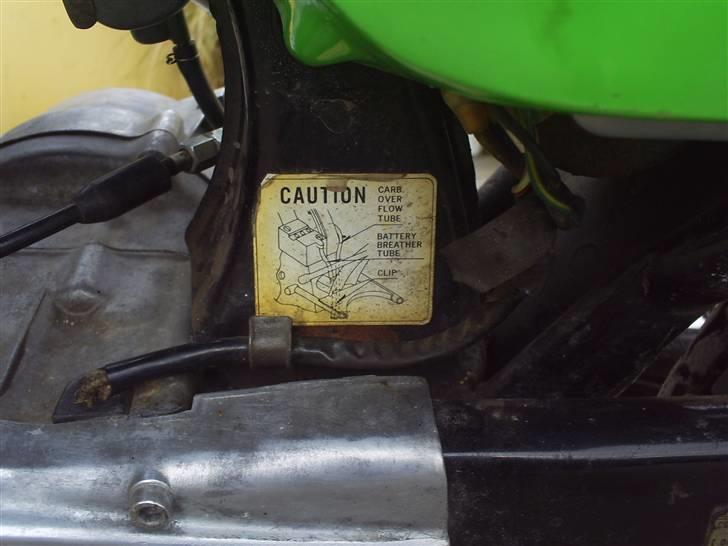 CAUTION
CARB.
OVER
FLOW
TUBE
BATTERY
BREATHER
TUBE
CLIP